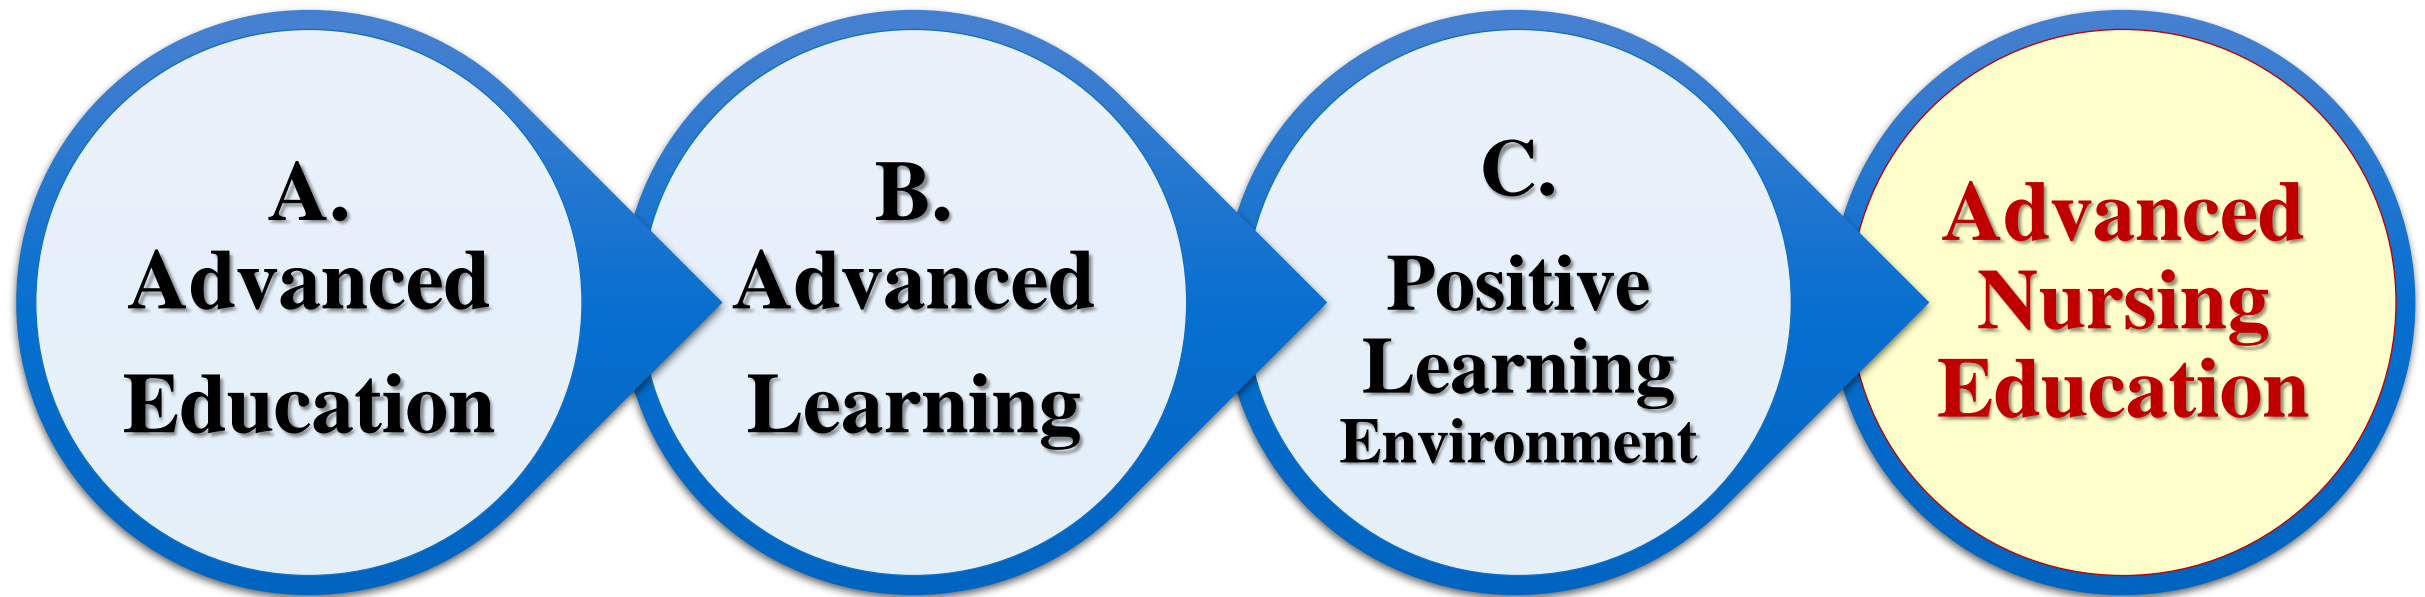 A.
Advanced
Education
B.
Advanced
Learning
C.
Positive
Learning
Environment
Advanced
Nursing
Education